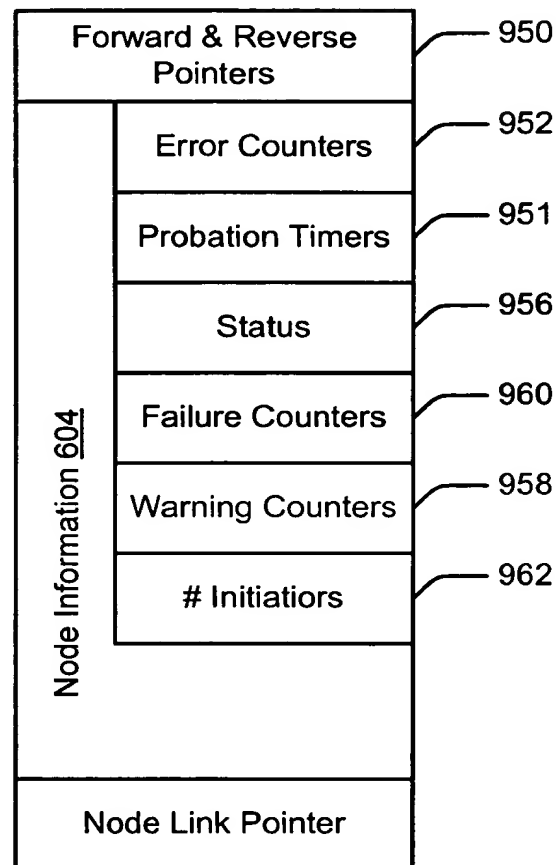 Forward & Reverse
Pointers
950
Error Counters
952
Probation Timers
951
Status
956
Failure Counters
960
Warning Counters
958
# Initiatiors
962
Node Information 604
Node Link Pointer